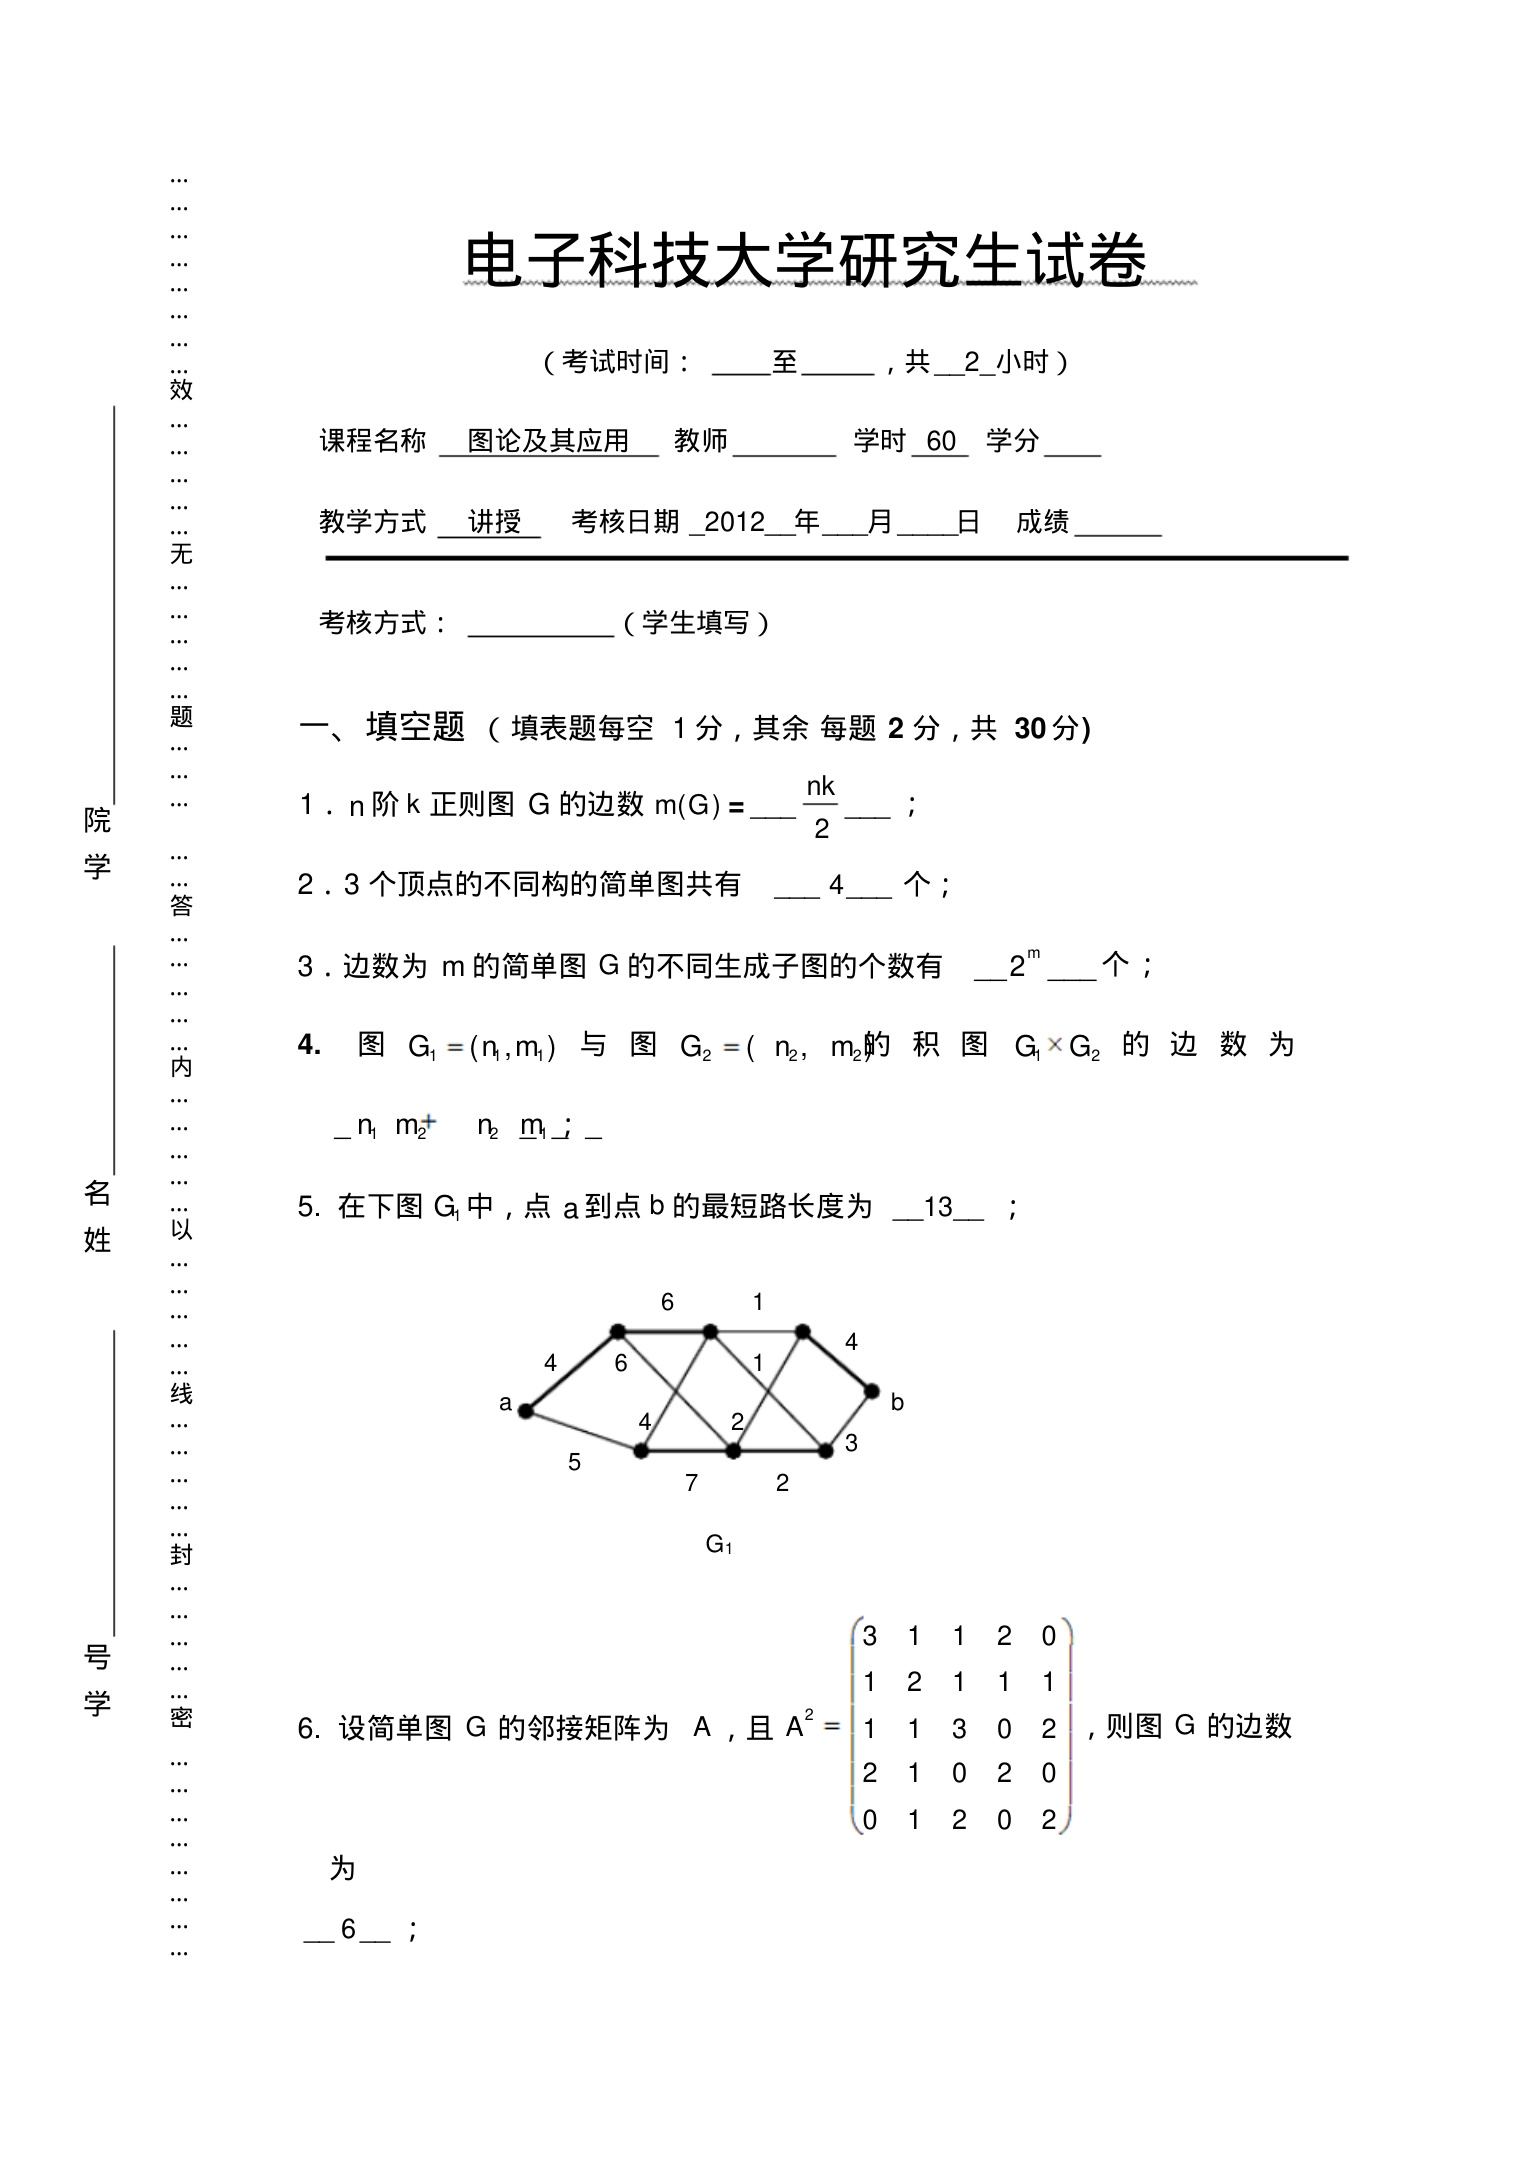 电子科技大学研究生试卷
（考试时间： ____至_____ ，共__2_小时）
课程名称 图论及其应用 教师_______ 学时 60 学分____
教学方式 讲授 考核日期_2012__年___月____日 成绩______
考核方式： __________（学生填写）
一、 填空题 （ 填表题每空 1 分，其余 每题 2 分，共 30分)
1．n 阶 k 正则图 G 的边数 m(G) =___ nk/2 ___ ；
2．3 个顶点的不同构的简单图共有 ___ 4___ 个；
3．边数为 m 的简单图 G 的不同生成子图的个数有 __2^m ___个 ；
4. 图 G₁ =(n₁,m₁) 与 图 G₂ =( n₂, m₂)的 积 图 G₁×G₂ 的 边 数 为
_ n₁ m₂+ n₂ m₁_；_
5. 在下图 G₁中，点 a到点 b 的最短路长度为 __13__ ；
6 1
4 6 1 4
a b
4 2
5 3
7 2
G₁
3 1 1 2 0
1 2 1 1 1
6. 设简单图 G 的邻接矩阵为 A ，且 A² = 1 1 3 0 2 ，则图 G 的边数
2 1 0 2 0
0 1 2 0 2
为
__6__ ；
…………………效……………无……………题……… ……答……………内………………以……………线……………封……………密 ……………………
院
学
名
姓
号
学